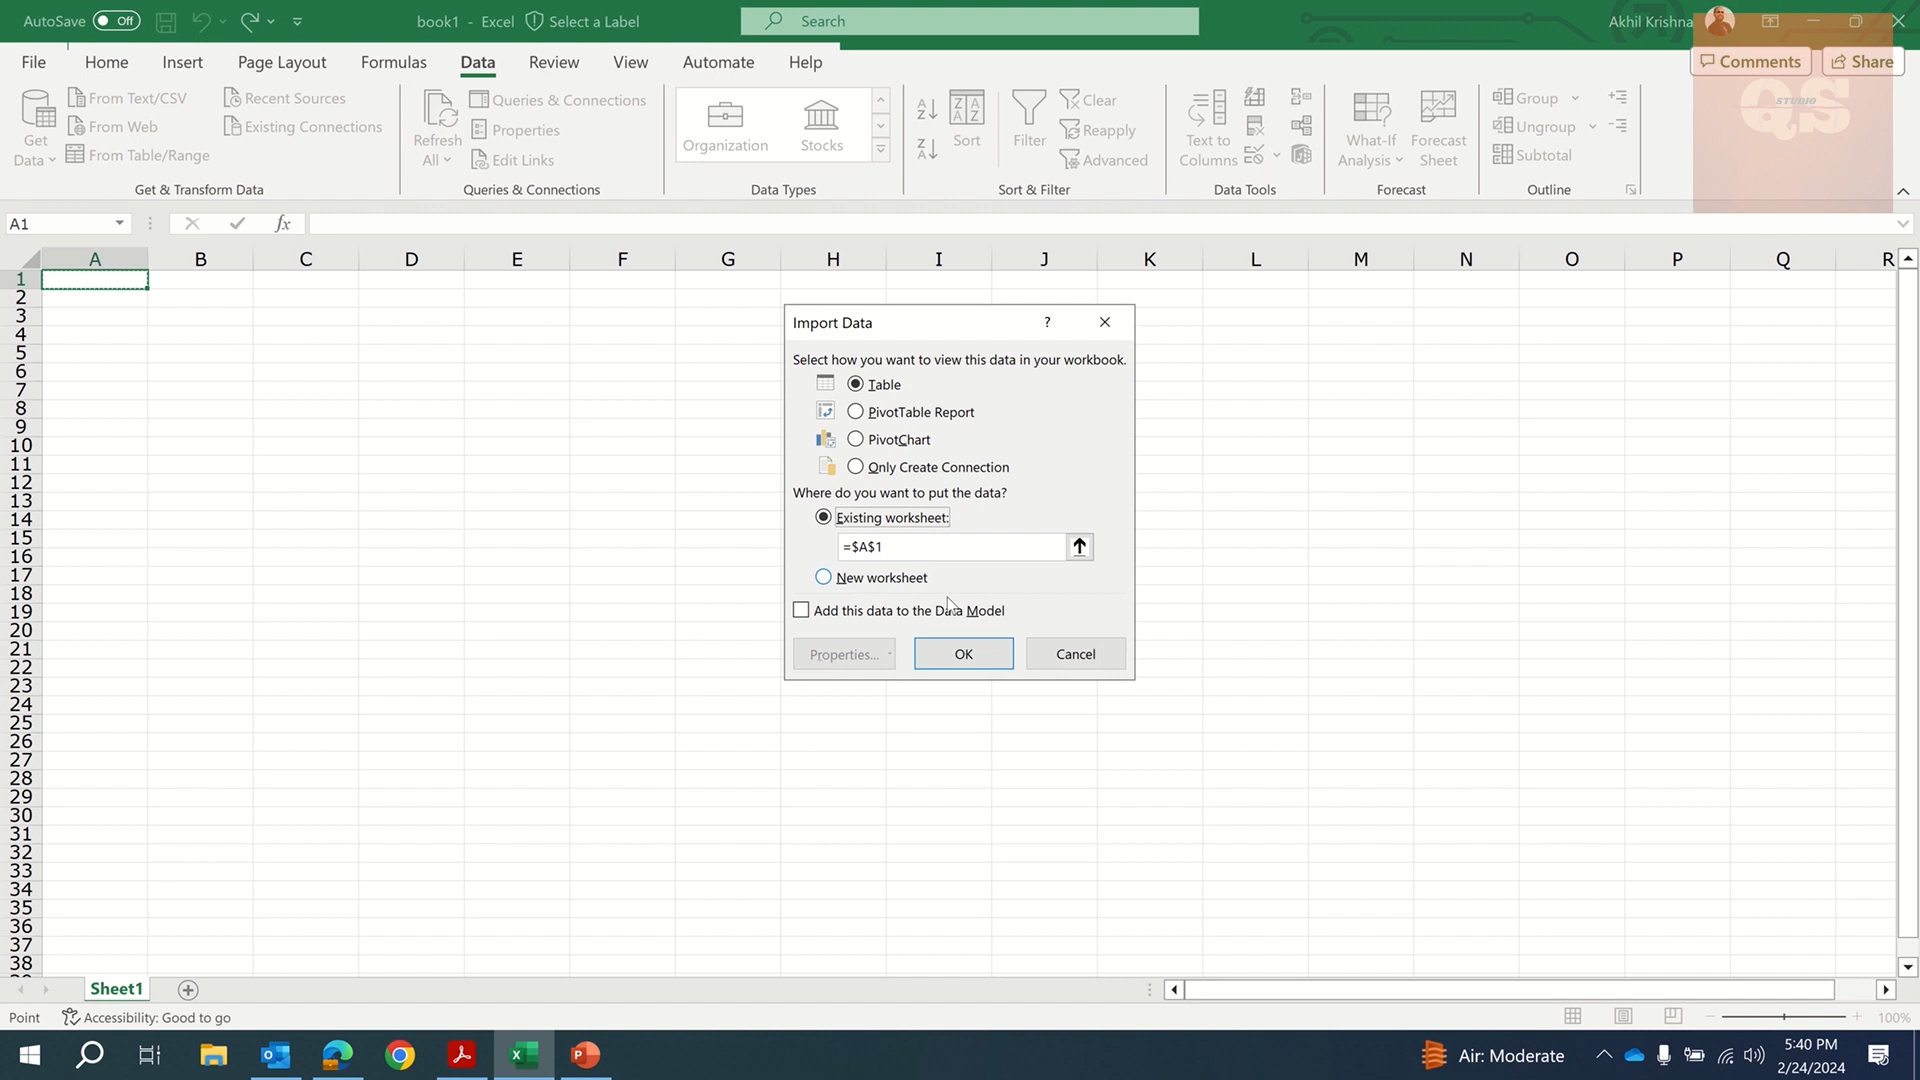 AutoSave Off book1 - Excel Select a Label Search Akhil Krishna
File Home Insert Page Layout Formulas Data Review View Automate Help Comments Share
Get Data
From Text/CSV
From Web
From Table/Range
Recent Sources
Existing Connections
Get & Transform Data
Refresh All
Queries & Connections
Properties
Edit Links
Queries & Connections
Organization
Stocks
Data Types
Sort
Filter
Clear
Reapply
Advanced
Sort & Filter
Text to Columns
Data Tools
What-If Analysis
Forecast Sheet
Forecast
Group
Ungroup
Subtotal
Outline
STUDIO
QS
A1 fx
A B C D E F G H I J K L M N O P Q R
1
2
3
4
5
6
7
8
9
10
11
12
13
14
15
16
17
18
19
20
21
22
23
24
25
26
27
28
29
30
31
32
33
34
35
36
37
38
Import Data ?
Select how you want to view this data in your workbook.
Table
PivotTable Report
PivotChart
Only Create Connection
Where do you want to put the data?
Existing worksheet:
=$A$1
New worksheet
Add this data to the Data Model
Properties... OK Cancel
Sheet1
Point Accessibility: Good to go 100%
Air: Moderate
5:40 PM
2/24/2024